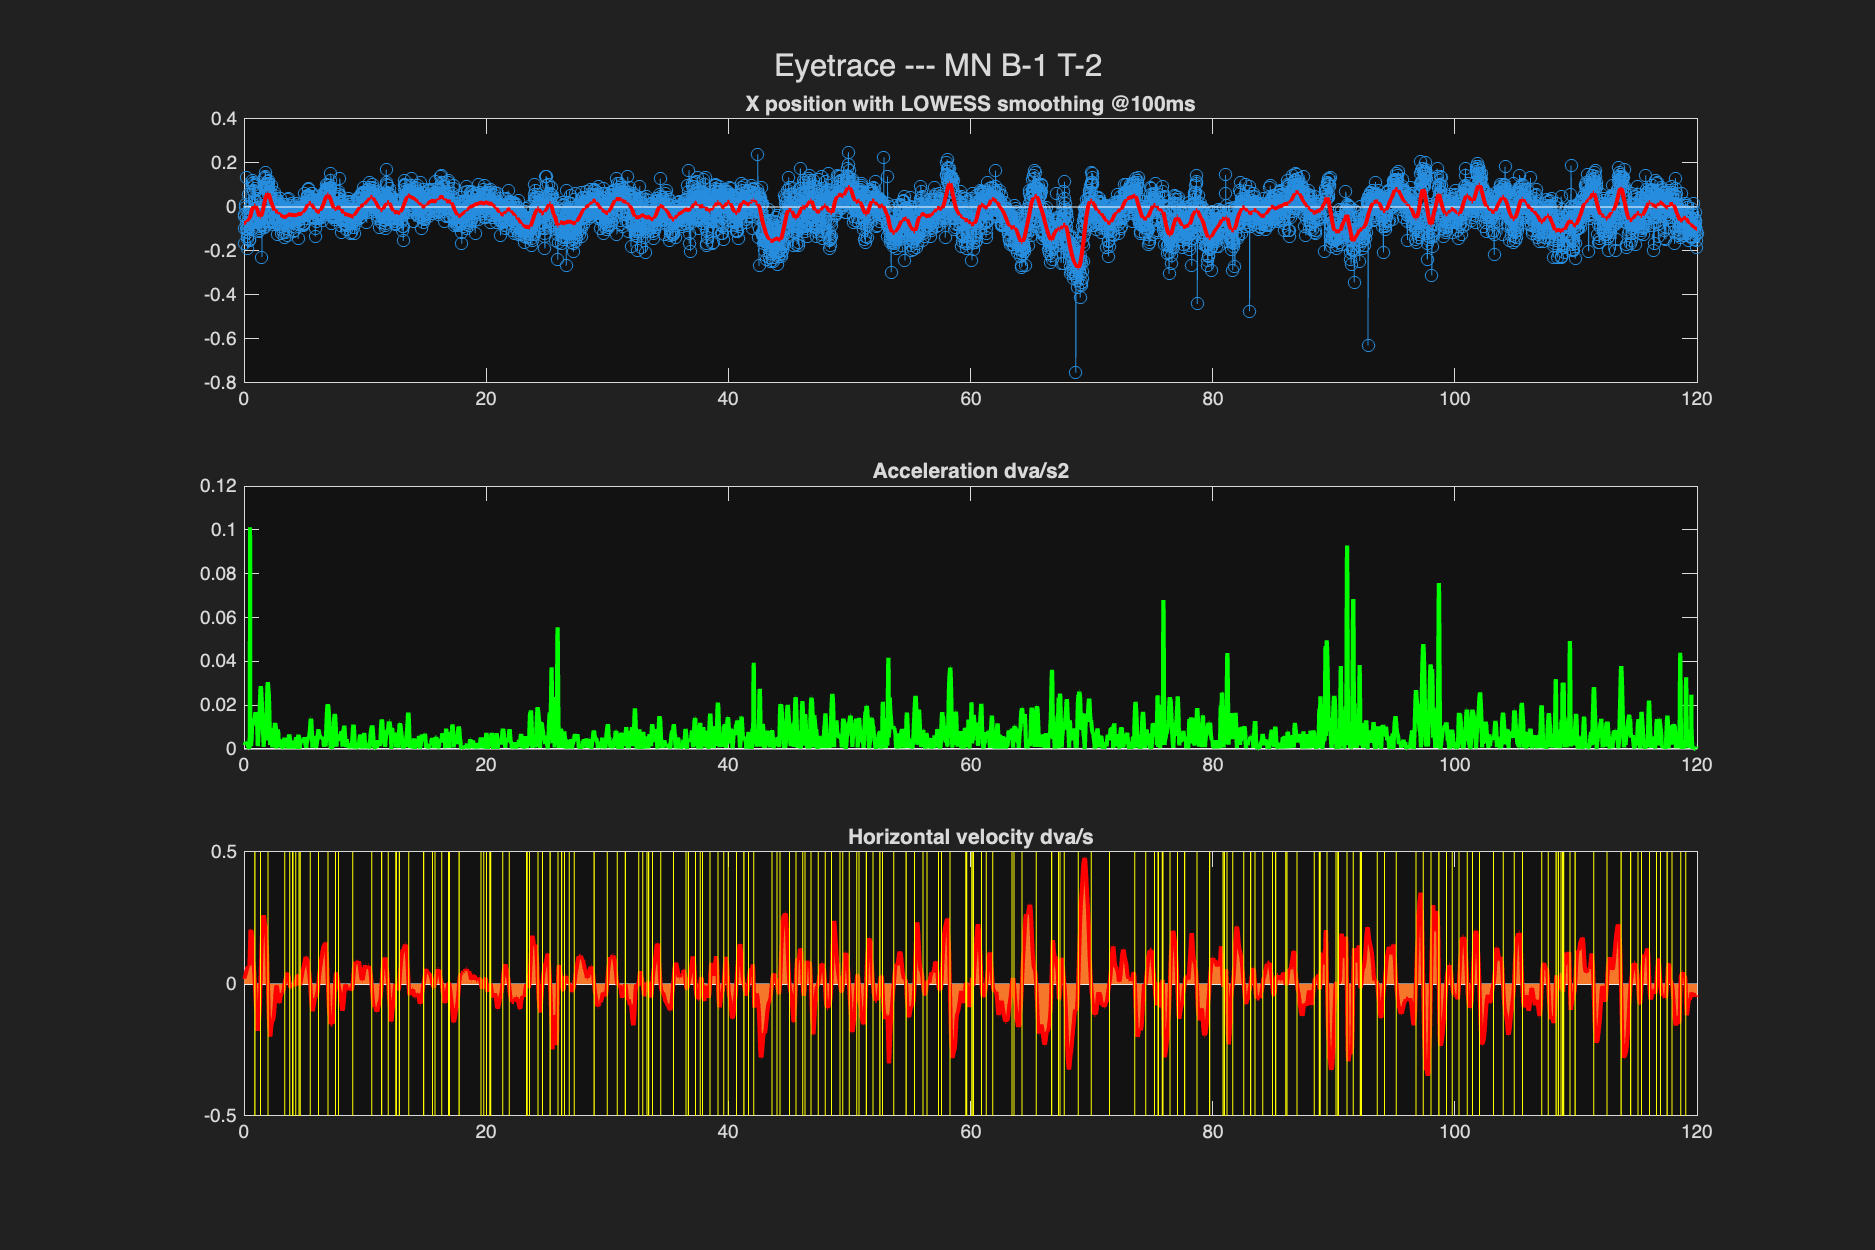 Eyetrace --- MN B-1 T-2
X position with LOWESS smoothing @100ms
0.4
0.2
0
-0.2
-0.4
-0.6
-0.8
0 20 40 60 80 100 120
Acceleration dva/s2
0.12
0.1
0.08
0.06
0.04
0.02
0
0 20 40 60 80 100 120
Horizontal velocity dva/s
0.5
0
-0.5
0 20 40 60 80 100 120